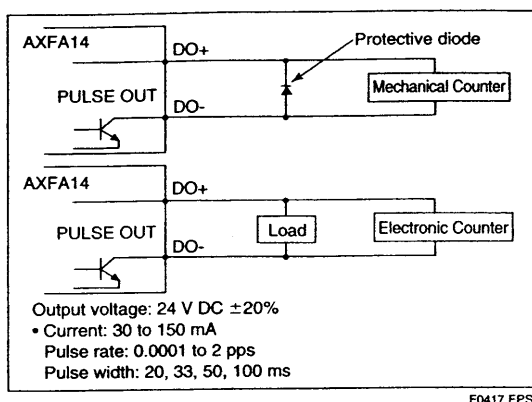 AXFA14
DO+
Protective diode
Mechanical Counter
PULSE OUT
DO-
AXFA14
DO+
PULSE OUT
Load
Electronic Counter
DO-
Output voltage: 24 V DC ±20%
• Current: 30 to 150 mA
Pulse rate: 0.0001 to 2 pps
Pulse width: 20, 33, 50, 100 ms
F0417.EPS